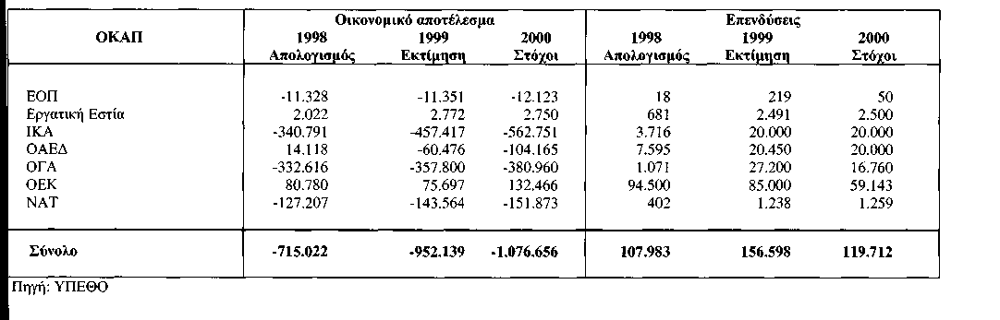 Οικονομικό αποτέλεσμα Επενδύσεις
ΟΚΑΠ 1998 1999 2000 1998 1999 2000
Απολογισμός Εκτίμηση Στόχοι Απολογισμός Εκτίμηση Στόχοι
ΕΟΠ -11.328 -11.351 -12.123 18 219 50
Εργατική Εστία 2.022 2.772 2.750 681 2.491 2.500
ΙΚΑ -340.791 -457.417 -562.751 3.716 20.000 20.000
ΟΑΕΔ 14.118 -60.476 -104.165 7.595 20.450 20.000
ΟΓΑ -332.616 -357.800 -380.960 1.071 27.200 16.760
ΟΕΚ 80.780 75.697 132.466 94.500 85.000 59.143
ΝΑΤ -127.207 -143.564 -151.873 402 1.238 1.259
Σύνολο -715.022 -952.139 -1.076.656 107.983 156.598 119.712
Πηγή: ΥΠΕΘΟ